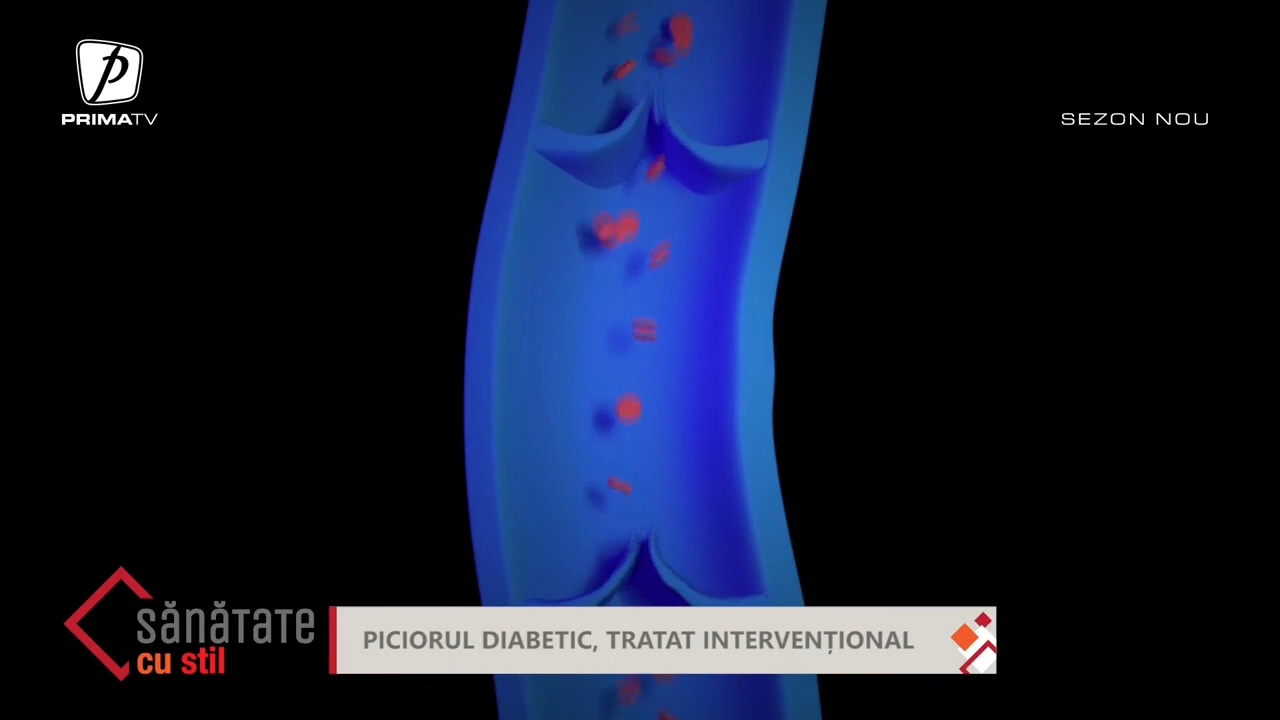 PRIMATV
SEZON NOU
sănătate
cu stil
PICIORUL DIABETIC, TRATAT INTERVENȚIONAL